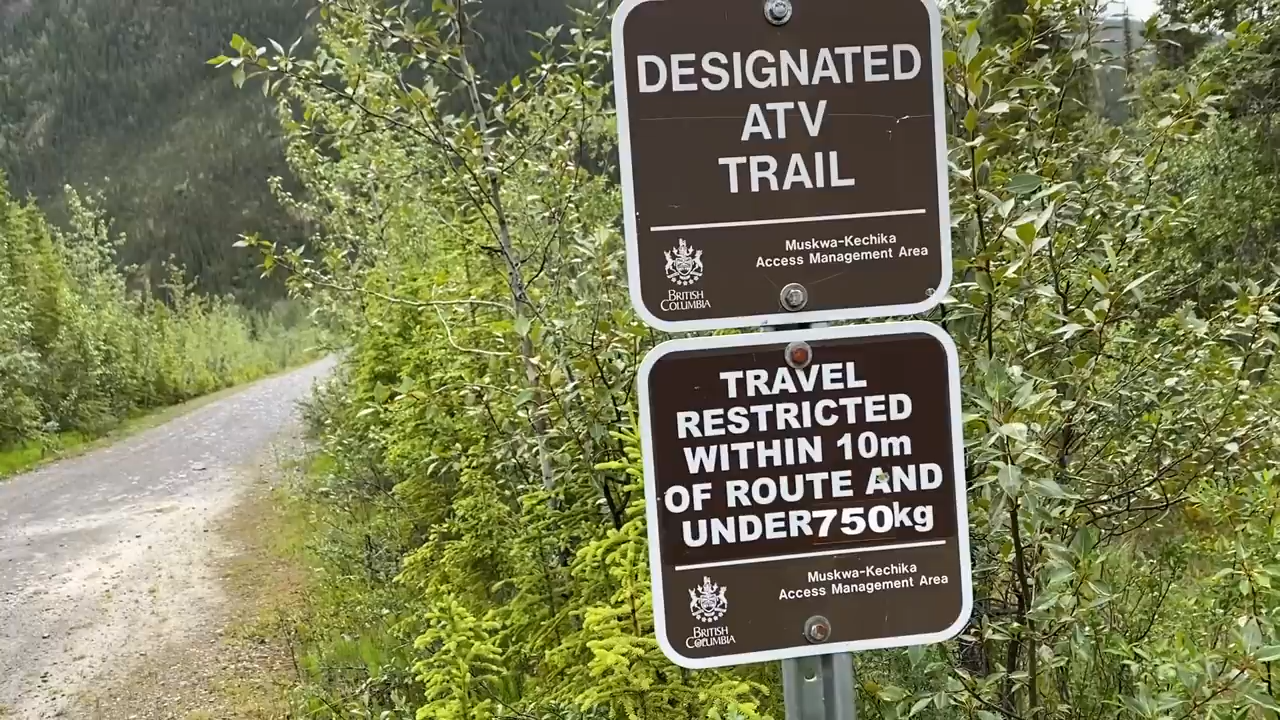 DESIGNATED
ATV
TRAIL
Muskwa-Kechika
Access Management Area
BRITISH
COLUMBIA
TRAVEL
RESTRICTED
WITHIN 10m
OF ROUTE AND
UNDER 750kg
Muskwa-Kechika
Access Management Area
BRITISH
COLUMBIA